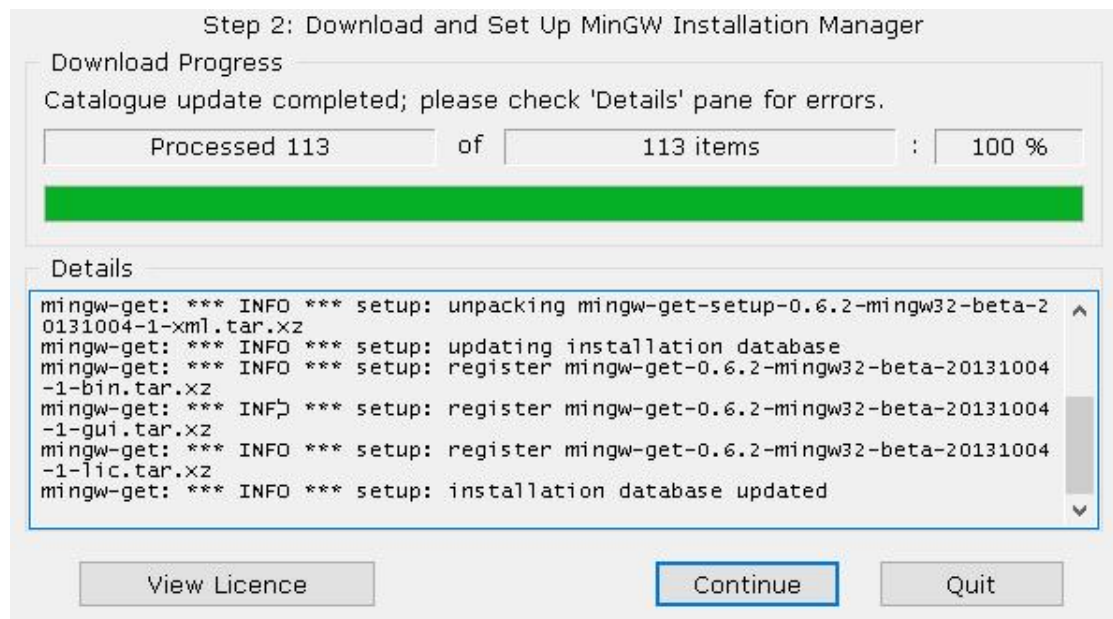 Step 2: Download and Set Up MinGW Installation Manager
Download Progress
Catalogue update completed; please check 'Details' pane for errors.
Processed 113 of 113 items : 100 %
Details
mingw-get: *** INFO *** setup: unpacking mingw-get-setup-0.6.2-mingw32-beta-2
0131004-1-xml.tar.xz
mingw-get: *** INFO *** setup: updating installation database
mingw-get: *** INFO *** setup: register mingw-get-0.6.2-mingw32-beta-20131004
-1-bin.tar.xz
mingw-get: *** INFO *** setup: register mingw-get-0.6.2-mingw32-beta-20131004
-1-gui.tar.xz
mingw-get: *** INFO *** setup: register mingw-get-0.6.2-mingw32-beta-20131004
-1-lic.tar.xz
mingw-get: *** INFO *** setup: installation database updated
View Licence Continue Quit